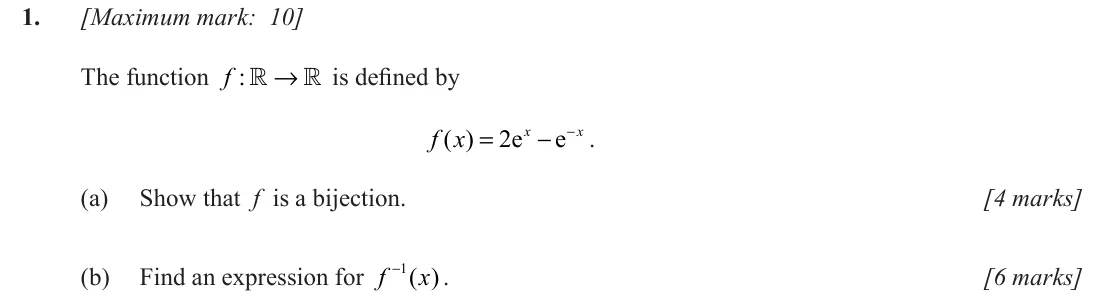 1. [Maximum mark: 10]
The function f : ℝ → ℝ is defined by
f(x) = 2eˣ − e⁻ˣ .
(a) Show that f is a bijection. [4 marks]
(b) Find an expression for f⁻¹(x). [6 marks]